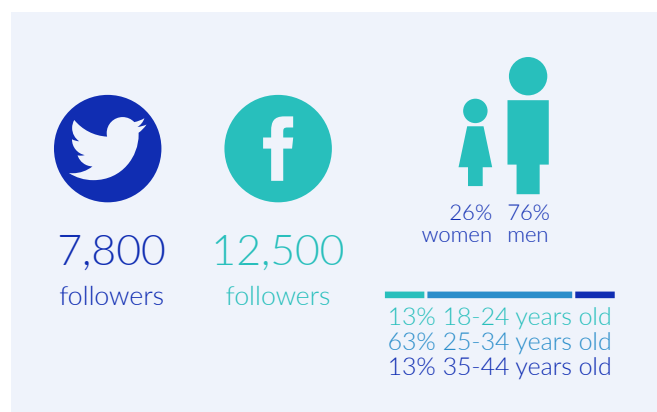 7,800
followers
12,500
followers
26% women
76% men
13% 18-24 years old
63% 25-34 years old
13% 35-44 years old